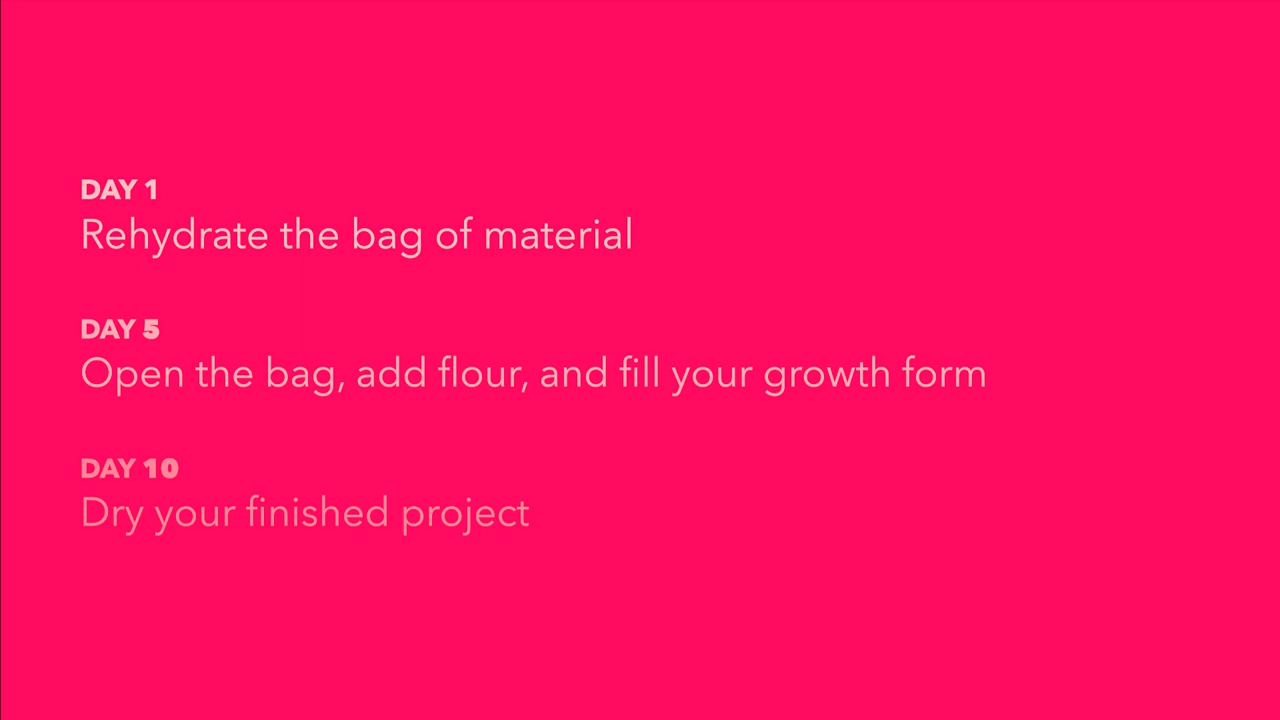 DAY 1
Rehydrate the bag of material
DAY 5
Open the bag, add flour, and fill your growth form
DAY 10
Dry your finished project